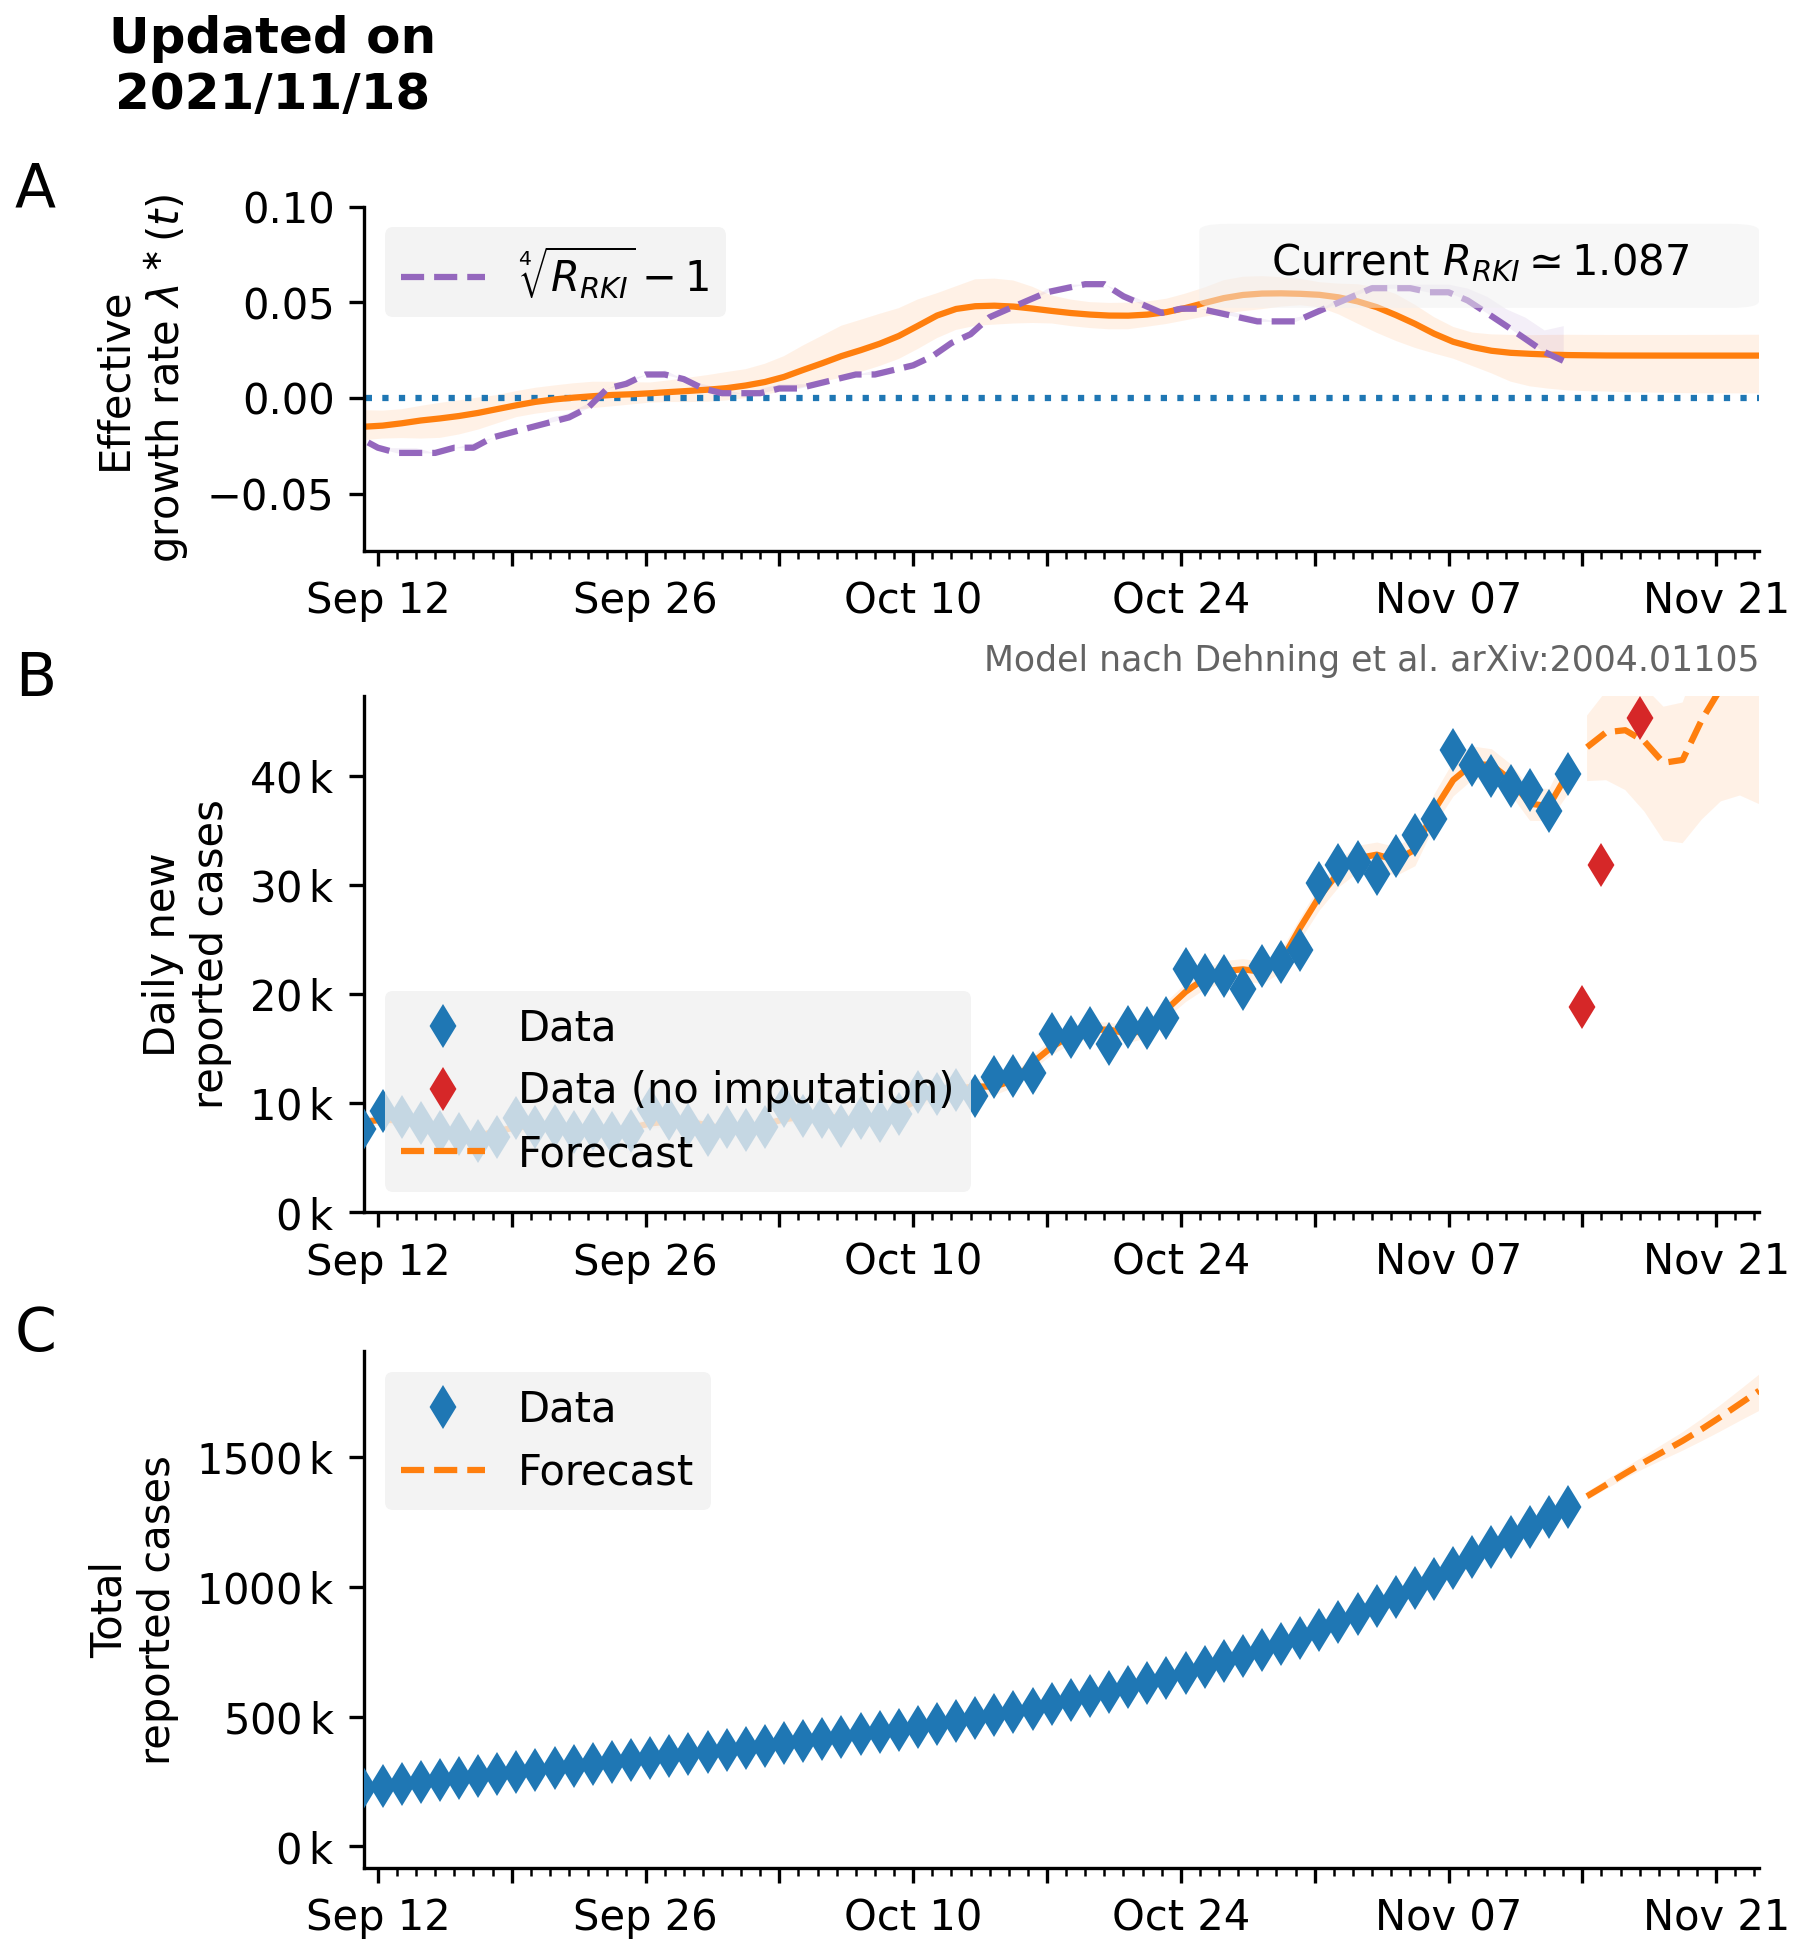 Updated on
2021/11/18
A
Effective
growth rate λ * (t)
0.10
0.05
0.00
−0.05
∜R_RKI − 1
Current R_RKI ≃ 1.087
Sep 12
Sep 26
Oct 10
Oct 24
Nov 07
Nov 21
B
Model nach Dehning et al. arXiv:2004.01105
Daily new
reported cases
40 k
30 k
20 k
10 k
0 k
Data
Data (no imputation)
Forecast
Sep 12
Sep 26
Oct 10
Oct 24
Nov 07
Nov 21
C
Total
reported cases
1500 k
1000 k
500 k
0 k
Data
Forecast
Sep 12
Sep 26
Oct 10
Oct 24
Nov 07
Nov 21